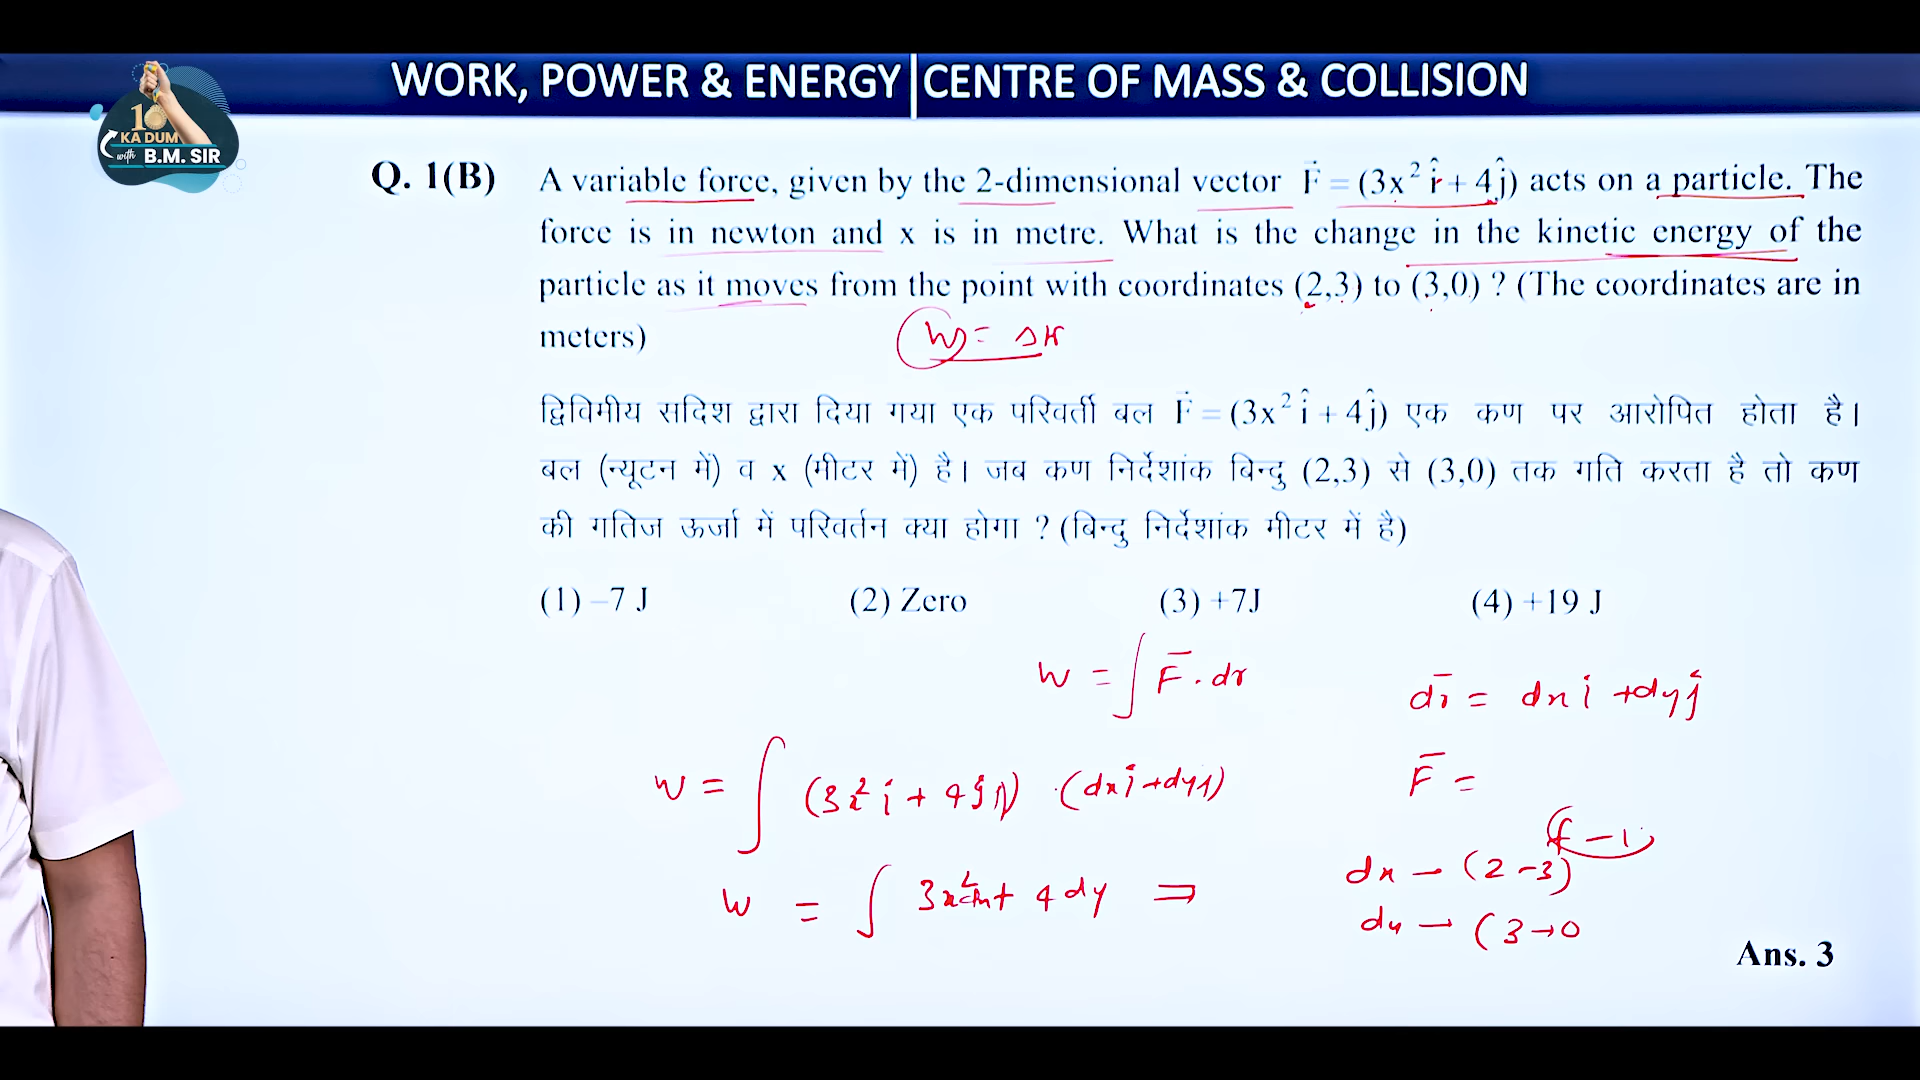 WORK, POWER & ENERGY | CENTRE OF MASS & COLLISION
10
KA DUM
with B.M. SIR
Q. 1(B) A variable force, given by the 2-dimensional vector F⃗ = (3x² î + 4ĵ) acts on a particle. The
force is in newton and x is in metre. What is the change in the kinetic energy of the
particle as it moves from the point with coordinates (2,3) to (3,0) ? (The coordinates are in
meters)
W = ΔK
द्विविमीय सदिश द्वारा दिया गया एक परिवर्ती बल F⃗ = (3x² î + 4ĵ) एक कण पर आरोपित होता है।
बल (न्यूटन में) व x (मीटर में) है। जब कण निर्देशांक बिन्दु (2,3) से (3,0) तक गति करता है तो कण
की गतिज ऊर्जा में परिवर्तन क्या होगा ? (बिन्दु निर्देशांक मीटर में है)
(1) –7 J (2) Zero (3) +7J (4) +19 J
W = ∫ F̄ . dr
dr̄ = dx i + dy ĵ
W = ∫ (3x² i + 4j) . (dx i + dy j)
F̄ =
f – i
dx – (2 – 3)
W = ∫ 3x² dx + 4 dy ⇒
dy – (3 → 0
Ans. 3